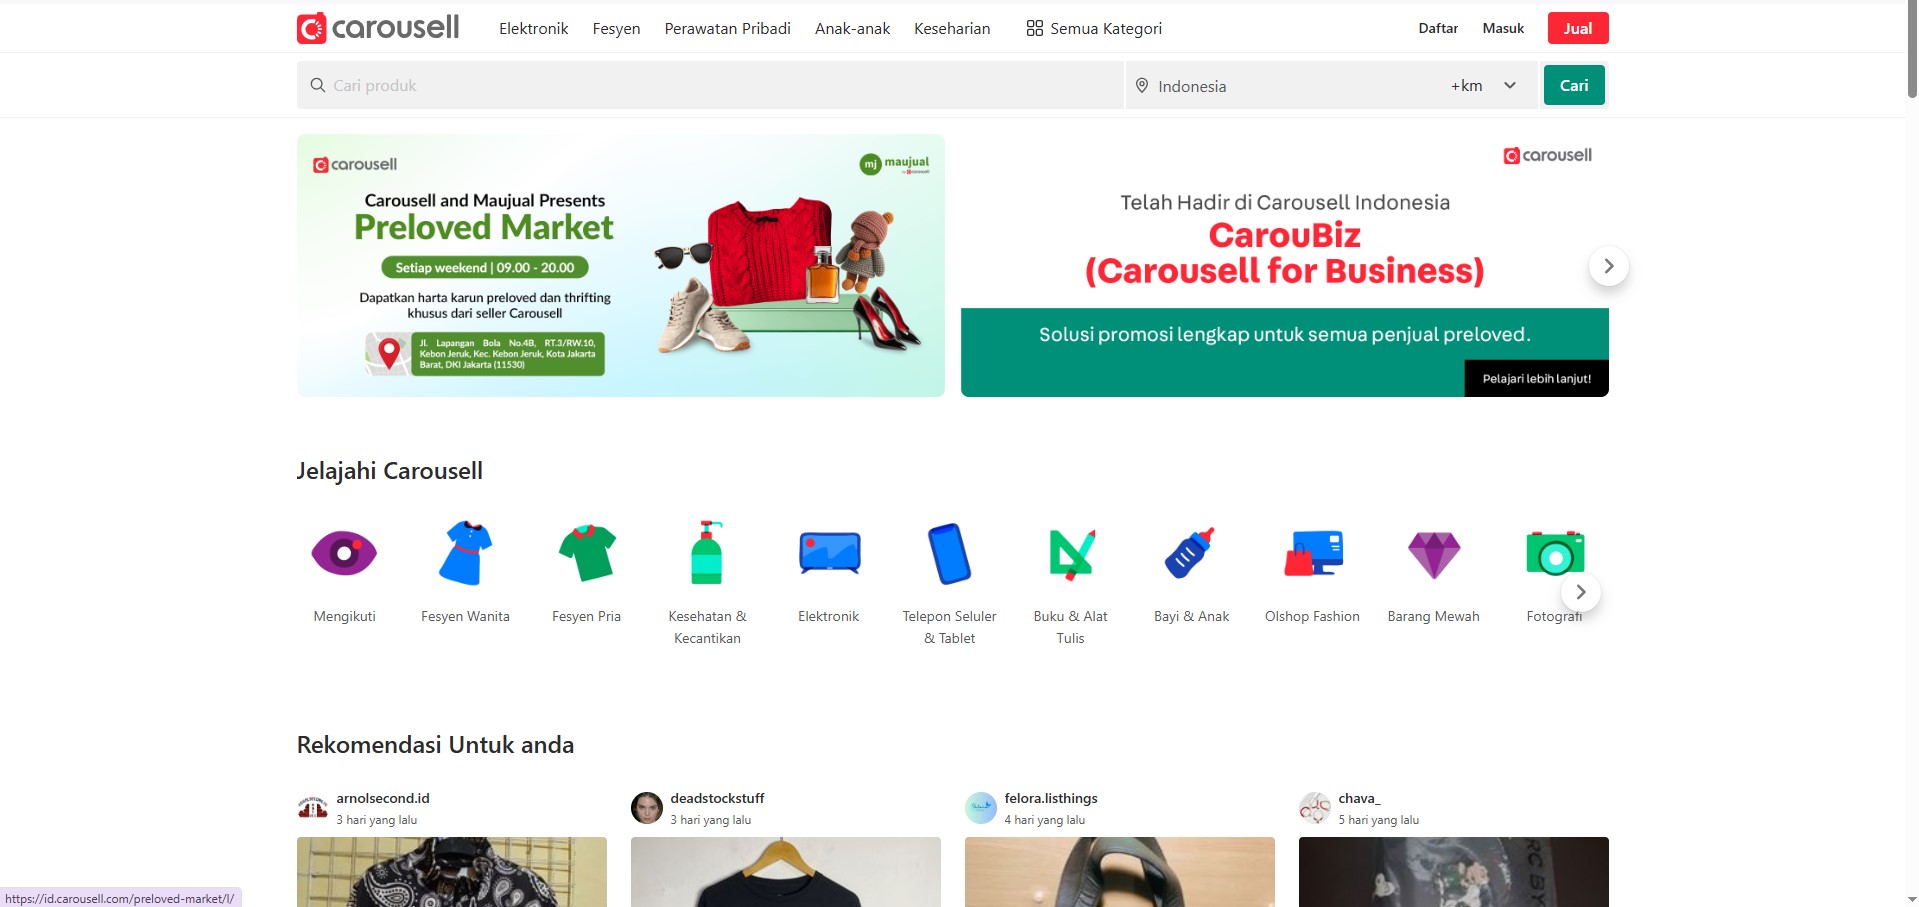 carousell
Elektronik
Fesyen
Perawatan Pribadi
Anak-anak
Keseharian
Semua Kategori
Daftar
Masuk
Jual
Cari produk
Indonesia
+km
Cari
carousell
mj maujual
Carousell and Maujual Presents
Preloved Market
Setiap weekend | 09.00 - 20.00
Dapatkan harta karun preloved dan thrifting
khusus dari seller Carousell
Jl. Lapangan Bola No.4B, RT.3/RW.10,
Kebon Jeruk, Kec. Kebon Jeruk, Kota Jakarta
Barat, DKI Jakarta (11530)
carousell
Telah Hadir di Carousell Indonesia
CarouBiz
(Carousell for Business)
Solusi promosi lengkap untuk semua penjual preloved.
Pelajari lebih lanjut!
Jelajahi Carousell
Mengikuti
Fesyen Wanita
Fesyen Pria
Kesehatan &
Kecantikan
Elektronik
Telepon Seluler
& Tablet
Buku & Alat
Tulis
Bayi & Anak
Olshop Fashion
Barang Mewah
Fotografi
Rekomendasi Untuk anda
arnolsecond.id
3 hari yang lalu
deadstockstuff
3 hari yang lalu
felora.listhings
4 hari yang lalu
chava_
5 hari yang lalu
https://id.carousell.com/preloved-market/l/